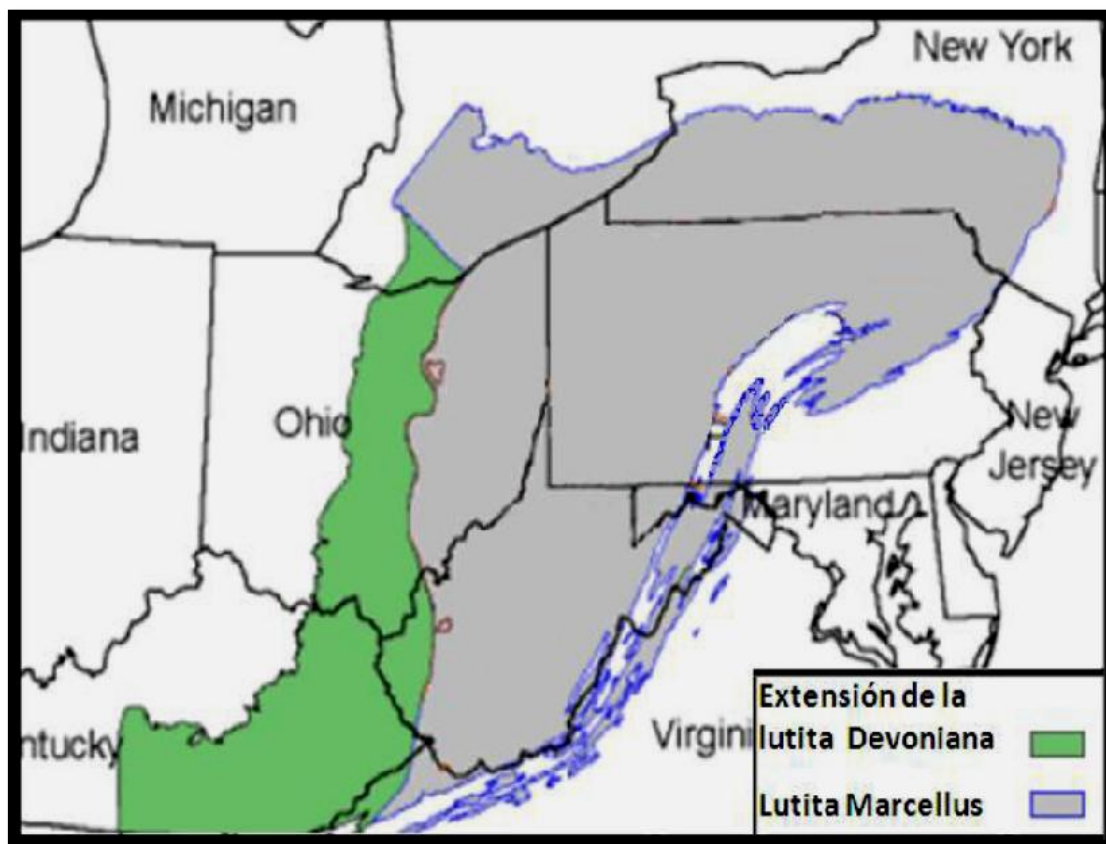 New York
Michigan
Ohio
Indiana
New
Jersey
Maryland
ntucky
Virgini
Extensión de la
lutita Devoniana
Lutita Marcellus